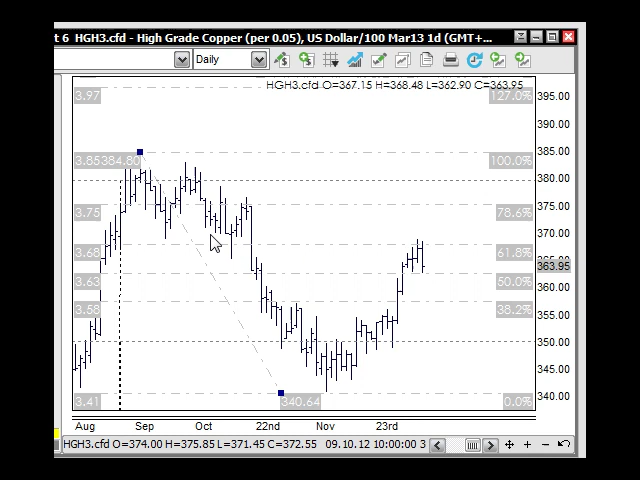 t 6 HGH3.cfd - High Grade Copper (per 0.05), US Dollar/100 Mar13 1d (GMT+...
Daily
HGH3.cfd O=367.15 H=368.48 L=362.90 C=363.95
3.97 127.0% 395.00
390.00
3.85384.80 100.0% 385.00
380.00
3.75 78.6% 375.00
370.00
3.68 61.8%
363.95
3.63 50.0% 360.00
3.58 38.2% 355.00
350.00
345.00
3.41 340.64 0.0% 340.00
Aug Sep Oct 22nd Nov 23rd
HGH3.cfd O=374.00 H=375.85 L=371.45 C=372.55 09.10.12 10:00:00 3